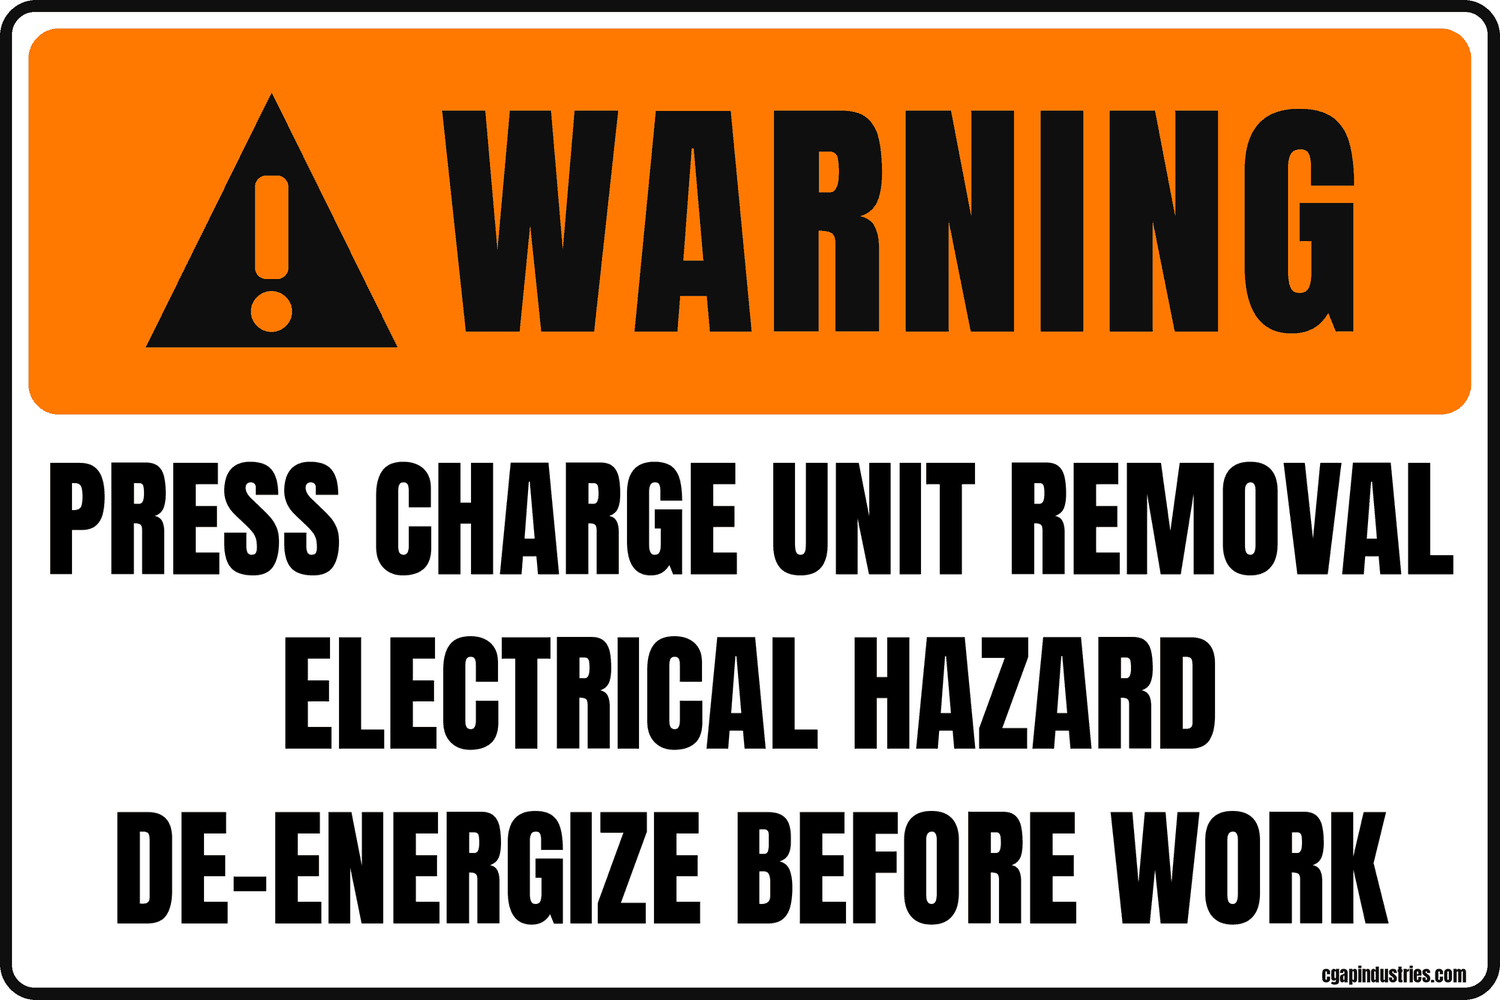 WARNING
PRESS CHARGE UNIT REMOVAL
ELECTRICAL HAZARD
DE-ENERGIZE BEFORE WORK
cgapindustries.com